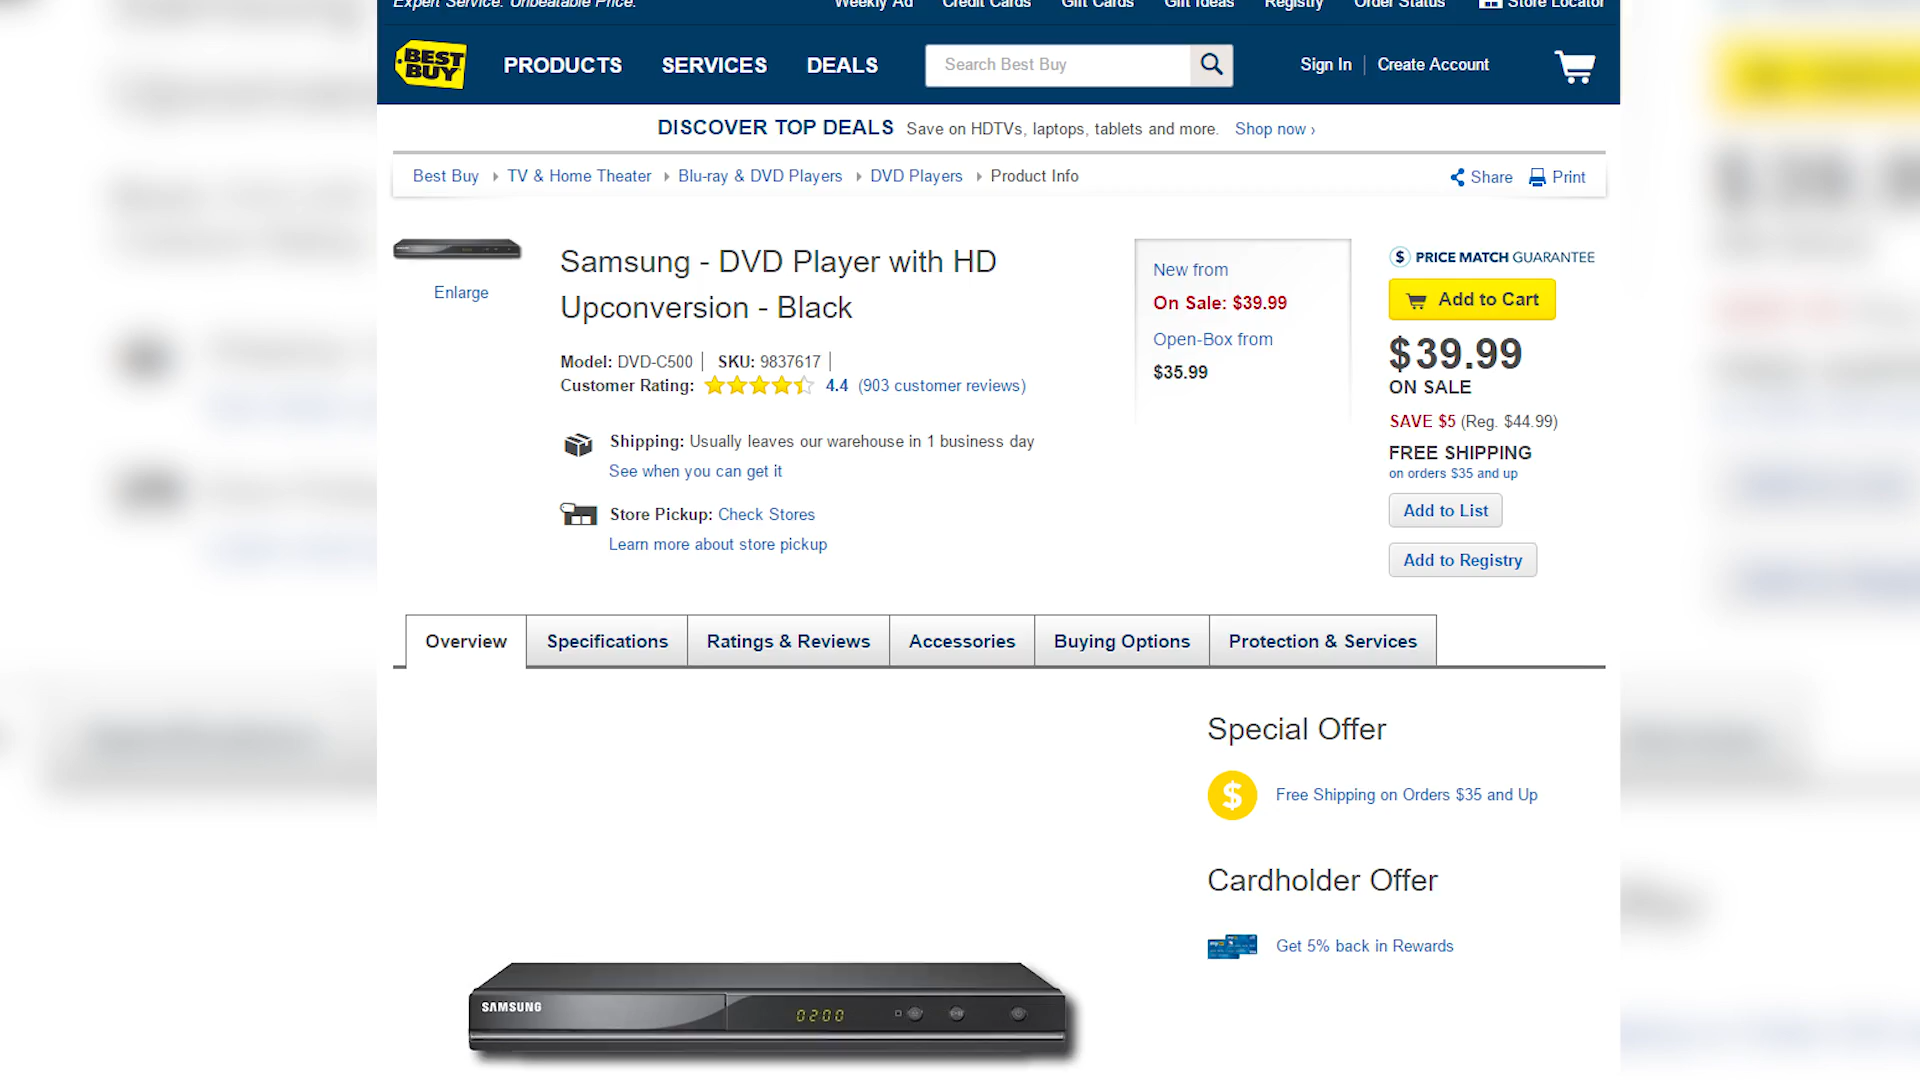 Expert Service. Unbeatable Price.
Weekly Ad Credit Cards Gift Cards Gift Ideas Registry Order Status Store Locator
BEST BUY PRODUCTS SERVICES DEALS Search Best Buy Sign In Create Account
DISCOVER TOP DEALS Save on HDTVs, laptops, tablets and more. Shop now ›
Best Buy TV & Home Theater Blu-ray & DVD Players DVD Players Product Info Share Print
Enlarge
Samsung - DVD Player with HD
Upconversion - Black
Model: DVD-C500 SKU: 9837617
Customer Rating: 4.4 (903 customer reviews)
Shipping: Usually leaves our warehouse in 1 business day
See when you can get it
Store Pickup: Check Stores
Learn more about store pickup
New from
On Sale: $39.99
Open-Box from
$35.99
$ PRICE MATCH GUARANTEE
Add to Cart
$39.99
ON SALE
SAVE $5 (Reg. $44.99)
FREE SHIPPING
on orders $35 and up
Add to List
Add to Registry
Overview Specifications Ratings & Reviews Accessories Buying Options Protection & Services
Special Offer
$ Free Shipping on Orders $35 and Up
Cardholder Offer
Get 5% back in Rewards
SAMSUNG 0200